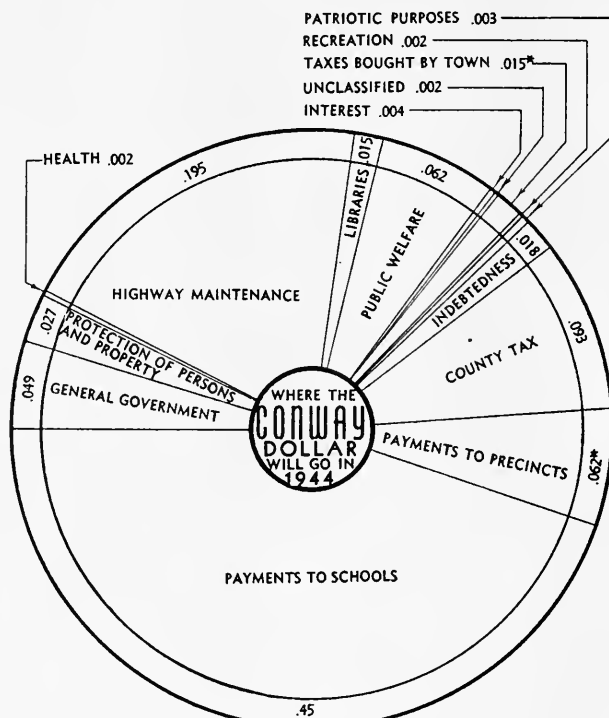 PATRIOTIC PURPOSES .003
RECREATION .002
TAXES BOUGHT BY TOWN .015*
UNCLASSIFIED .002
INTEREST .004
HEALTH .002
.195
LIBRARIES .015
.062
PUBLIC WELFARE
.018
INDEBTEDNESS
.093
COUNTY TAX
HIGHWAY MAINTENANCE
.027
PROTECTION OF PERSONS
AND PROPERTY
.049
GENERAL GOVERNMENT
WHERE THE
CONWAY
DOLLAR
WILL GO IN
1944
PAYMENTS TO PRECINCTS
.062*
PAYMENTS TO SCHOOLS
.45